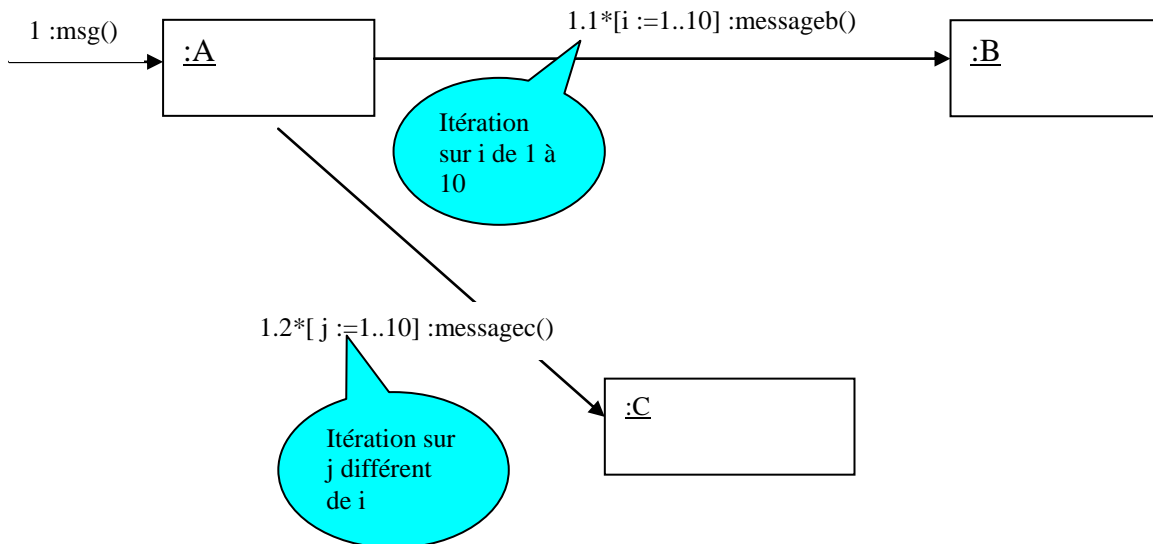 1 :msg()
1.1*[i :=1..10] :messageb()
:A
:B
Itération
sur i de 1 à
10
1.2*[ j :=1..10] :messagec()
:C
Itération sur
j différent
de i